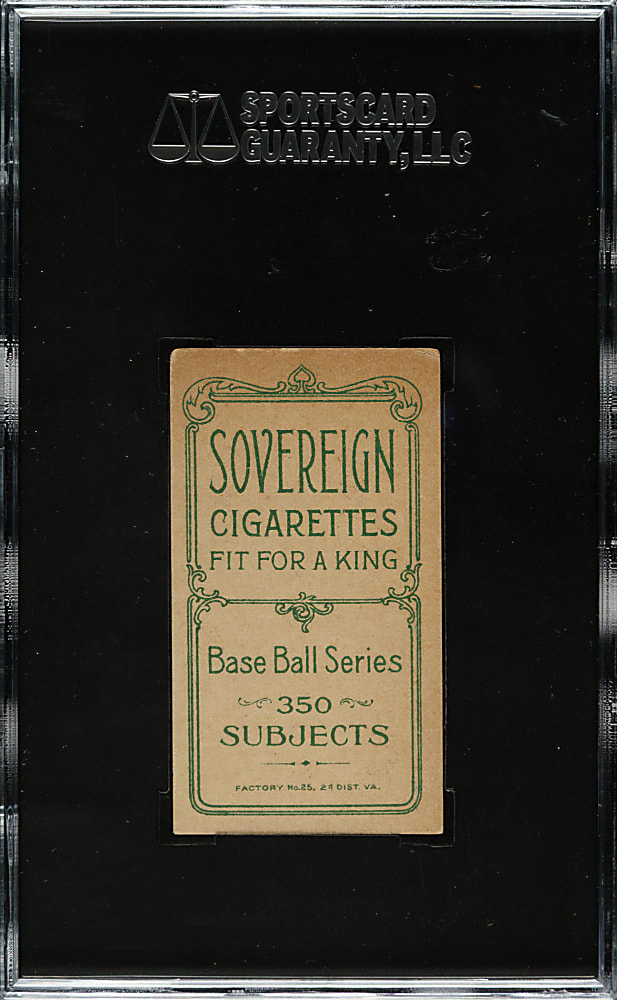 SPORTSCARD
GUARANTY, LLC
SOVEREIGN
CIGARETTES
FIT FOR A KING
Base Ball Series
350
SUBJECTS
FACTORY No. 25, 2d DIST. VA.